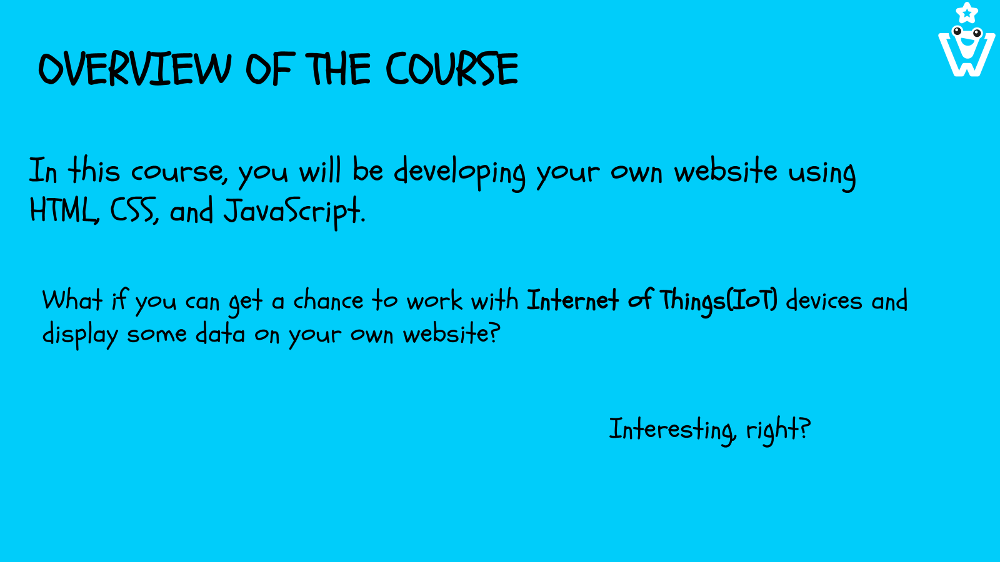 OVERVIEW OF THE COURSE
In this course, you will be developing your own website using
HTML, CSS, and JavaScript.
What if you can get a chance to work with Internet of Things(IoT) devices and
display some data on your own website?
Interesting, right?